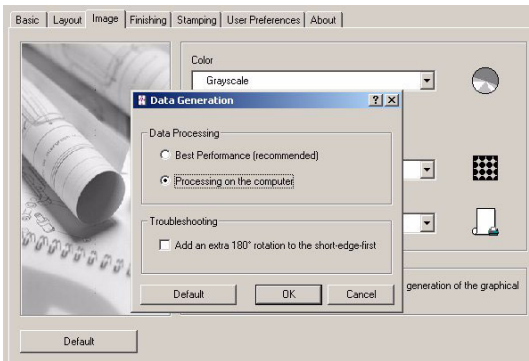 Basic
Layout
Image
Finishing
Stamping
User Preferences
About
Color
Grayscale
Data Generation
Data Processing
Best Performance (recommended)
Processing on the computer
Troubleshooting
Add an extra 180° rotation to the short-edge-first
Default
OK
Cancel
generation of the graphical
Default